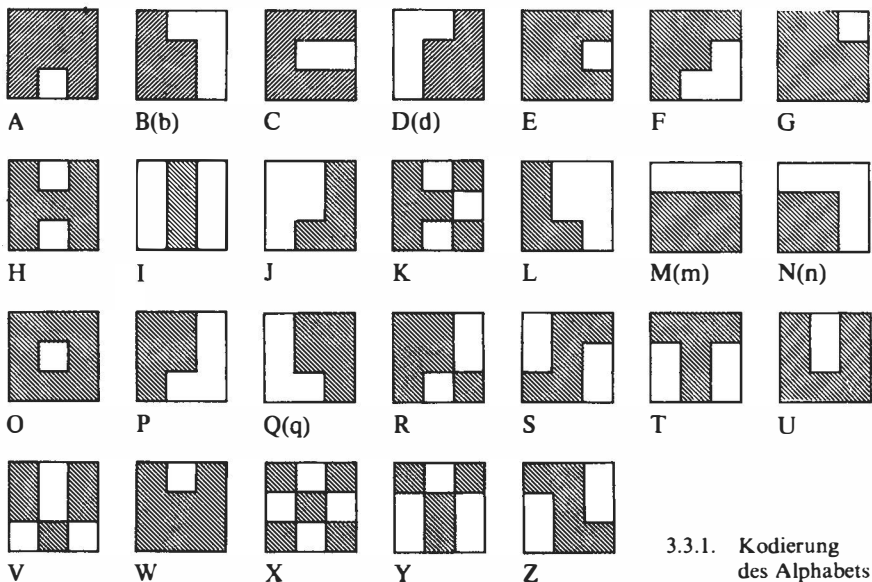 A B(b) C D(d) E F G
H I J K L M(m) N(n)
O P Q(q) R S T U
3.3.1. Kodierung
des Alphabets
V W X Y Z